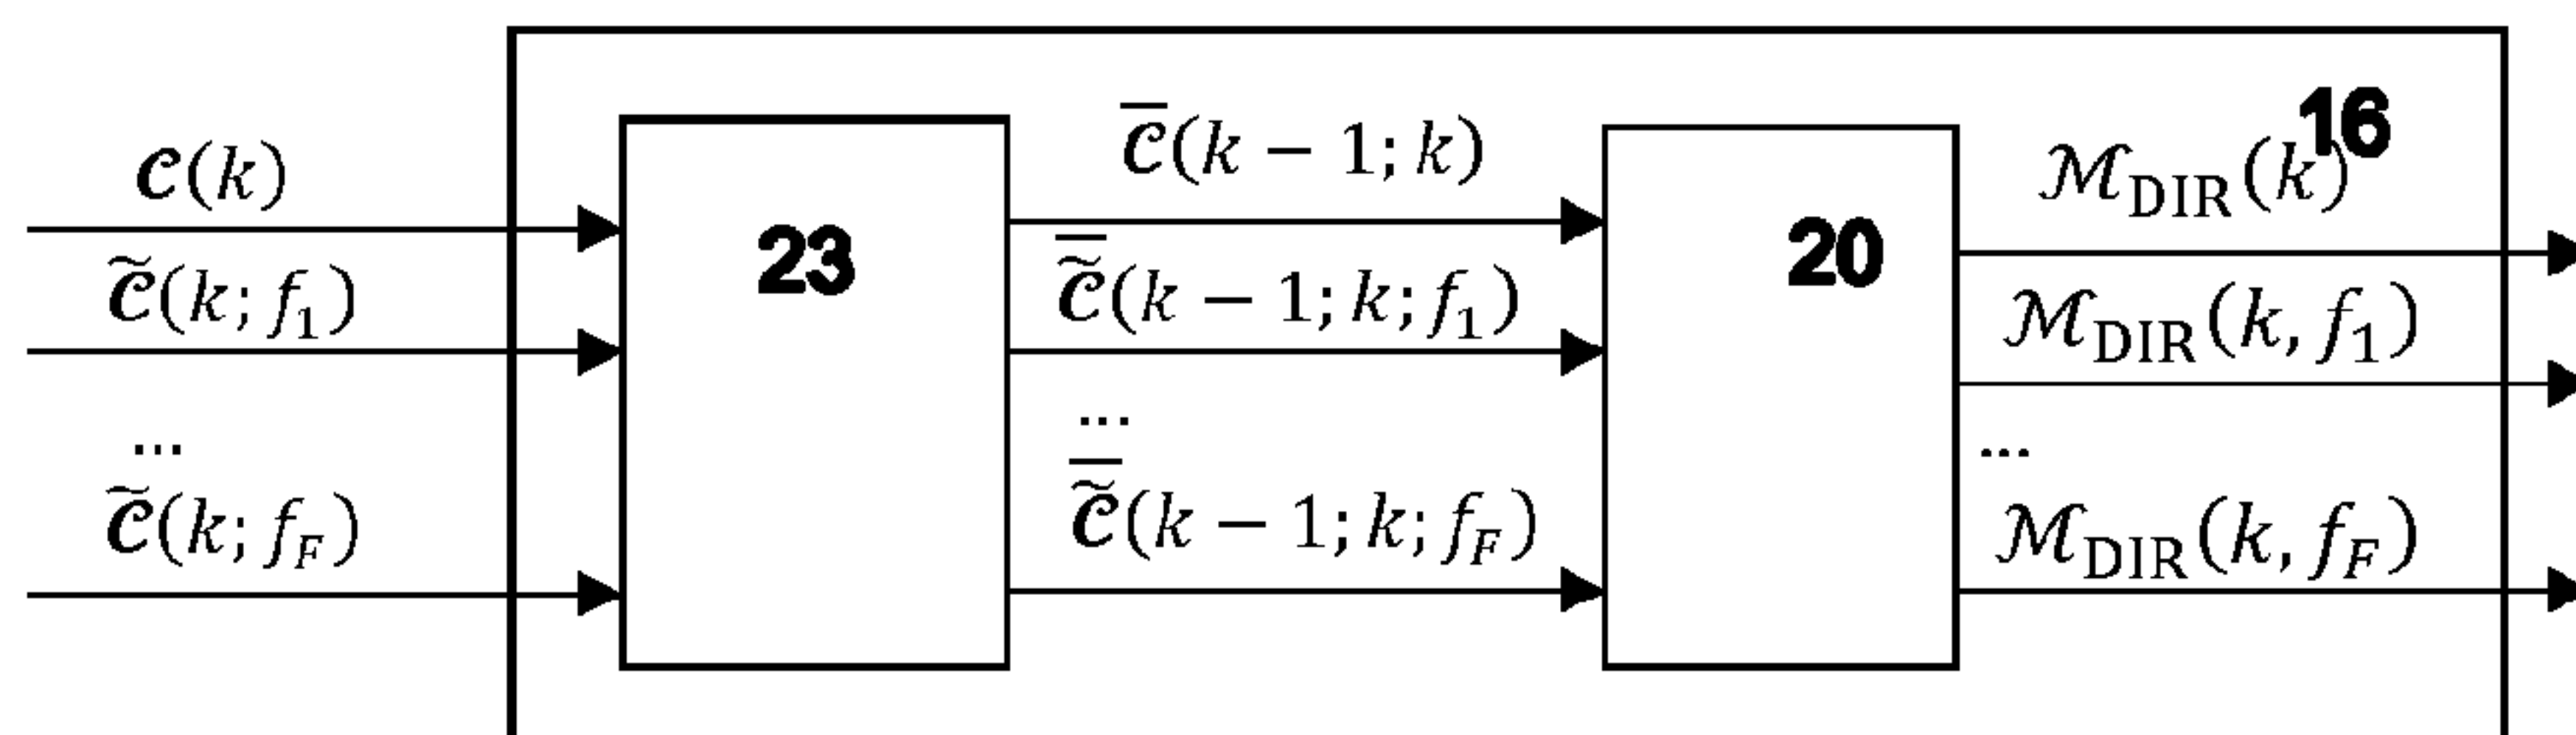 𝓒(k)
𝓒̃(k; f₁)
...
𝓒̃(k; f_F)
23
𝓒̅(k − 1; k)
𝓒̃̅(k − 1; k; f₁)
...
𝓒̃̅(k − 1; k; f_F)
20
16
ℳ_DIR(k)
ℳ_DIR(k, f₁)
...
ℳ_DIR(k, f_F)